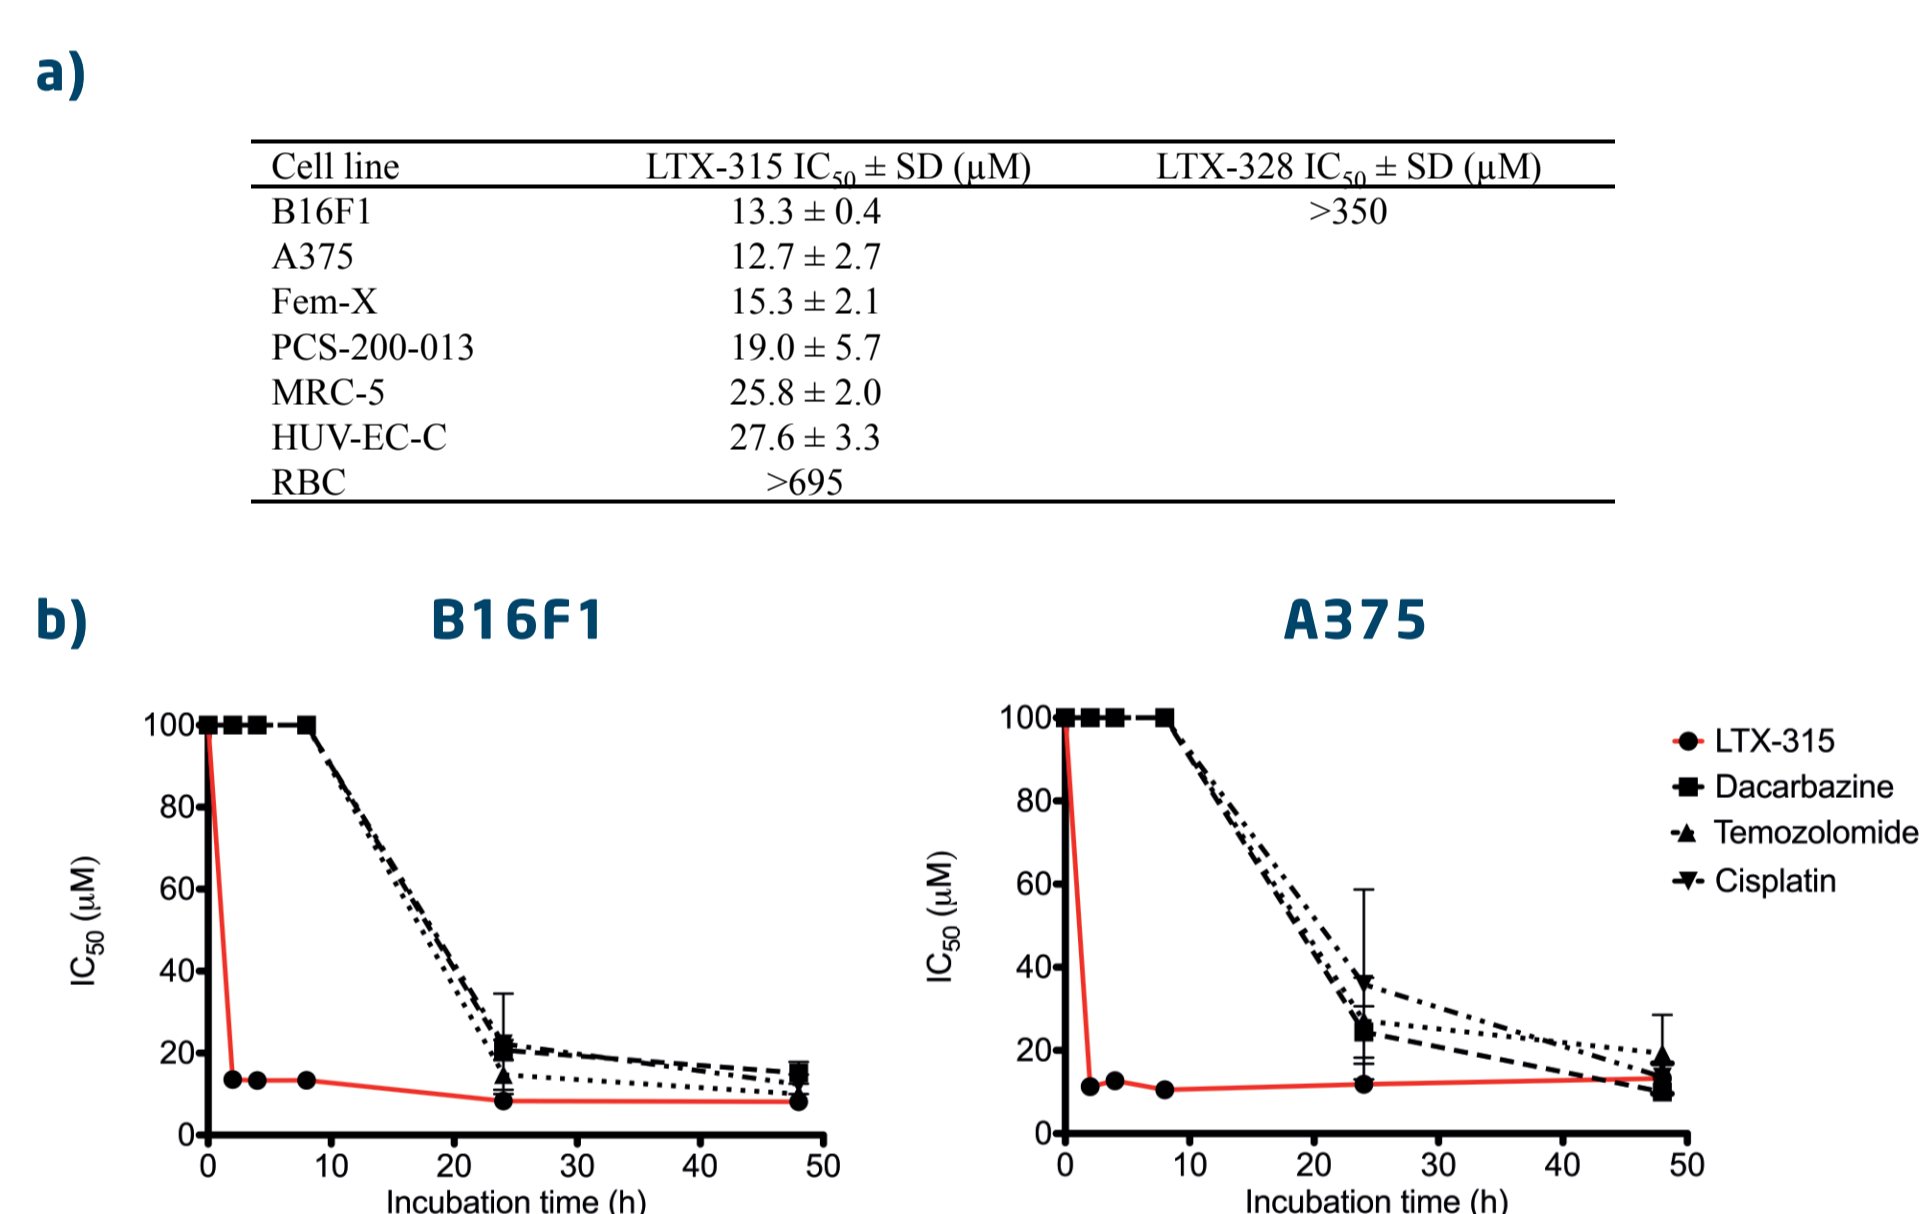 a)
Cell line LTX-315 IC50 ± SD (µM) LTX-328 IC50 ± SD (µM)
B16F1 13.3 ± 0.4 >350
A375 12.7 ± 2.7
Fem-X 15.3 ± 2.1
PCS-200-013 19.0 ± 5.7
MRC-5 25.8 ± 2.0
HUV-EC-C 27.6 ± 3.3
RBC >695
b)
B16F1
100
80
60
40
20
0
IC50 (µM)
0 10 20 30 40 50
Incubation time (h)
A375
100
80
60
40
20
0
IC50 (µM)
0 10 20 30 40 50
Incubation time (h)
LTX-315
Dacarbazine
Temozolomide
Cisplatin